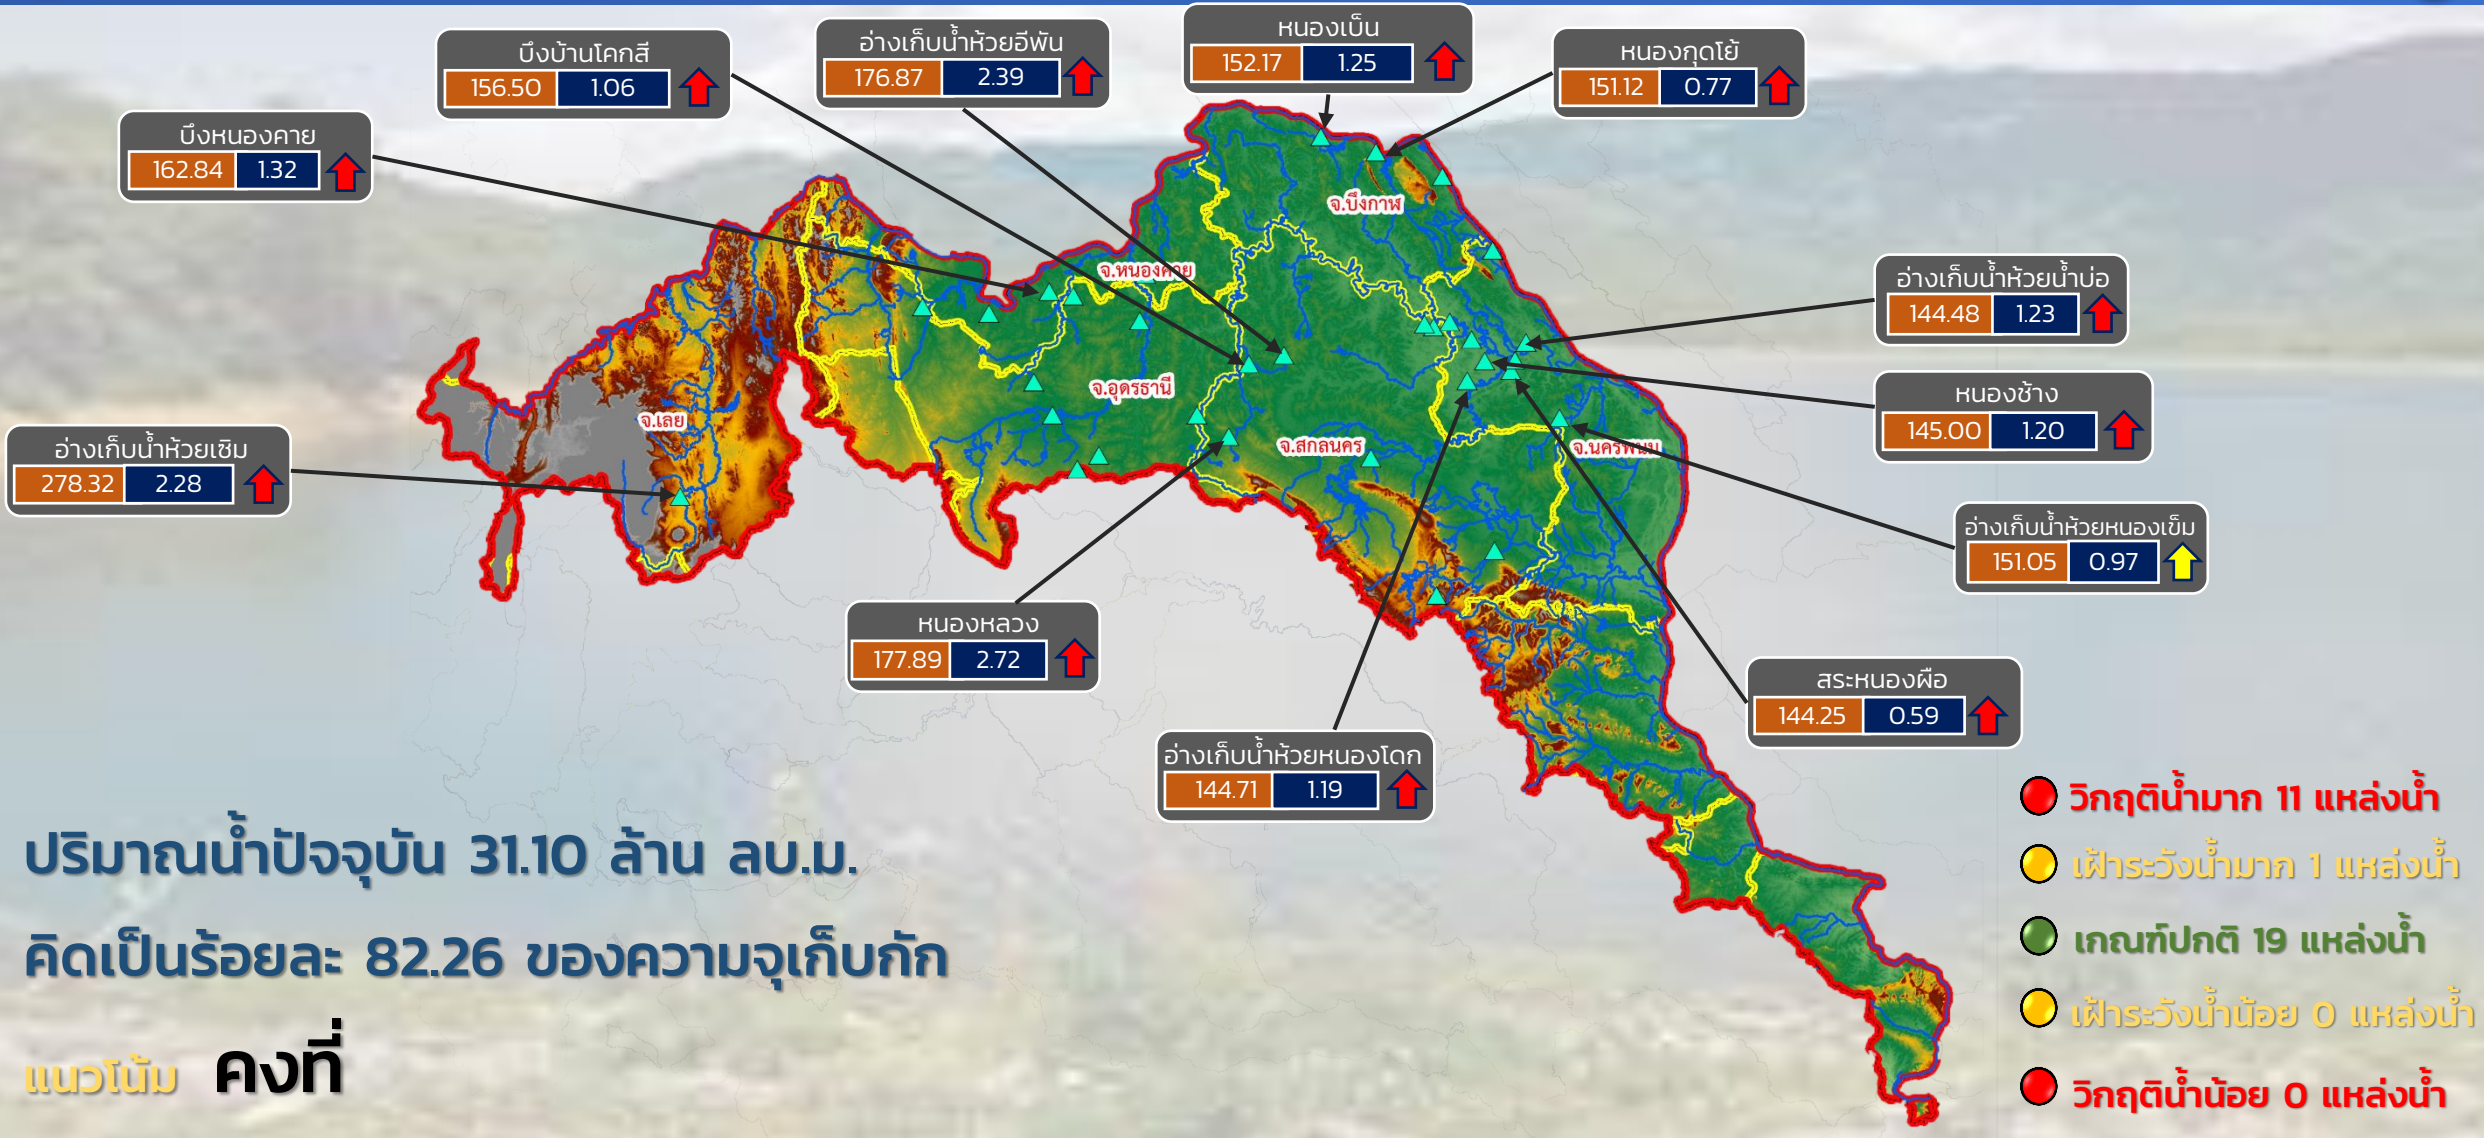 บึงบ้านโคกสี
156.50 1.06
อ่างเก็บน้ำห้วยอีพัน
176.87 2.39
หนองเบ็น
152.17 1.25
หนองกุดโย้
151.12 0.77
บึงหนองคาย
162.84 1.32
จ.บึงกาฬ
จ.หนองคาย
อ่างเก็บน้ำห้วยน้ำบ่อ
144.48 1.23
จ.อุดรธานี
หนองช้าง
145.00 1.20
จ.เลย
จ.สกลนคร
จ.นครพนม
อ่างเก็บน้ำห้วยเซิม
278.32 2.28
อ่างเก็บน้ำห้วยหนองเข็ม
151.05 0.97
หนองหลวง
177.89 2.72
สระหนองผือ
144.25 0.59
อ่างเก็บน้ำห้วยหนองโดก
144.71 1.19
ปริมาณน้ำปัจจุบัน 31.10 ล้าน ลบ.ม.
คิดเป็นร้อยละ 82.26 ของความจุเก็บกัก
แนวโน้ม คงที่
วิกฤติน้ำมาก 11 แหล่งน้ำ
เฝ้าระวังน้ำมาก 1 แหล่งน้ำ
เกณฑ์ปกติ 19 แหล่งน้ำ
เฝ้าระวังน้ำน้อย 0 แหล่งน้ำ
วิกฤติน้ำน้อย 0 แหล่งน้ำ